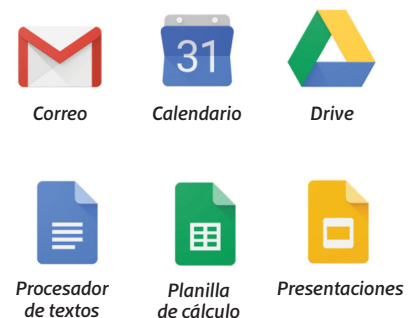 31
Correo
Calendario
Drive
Procesador
de textos
Planilla
de cálculo
Presentaciones